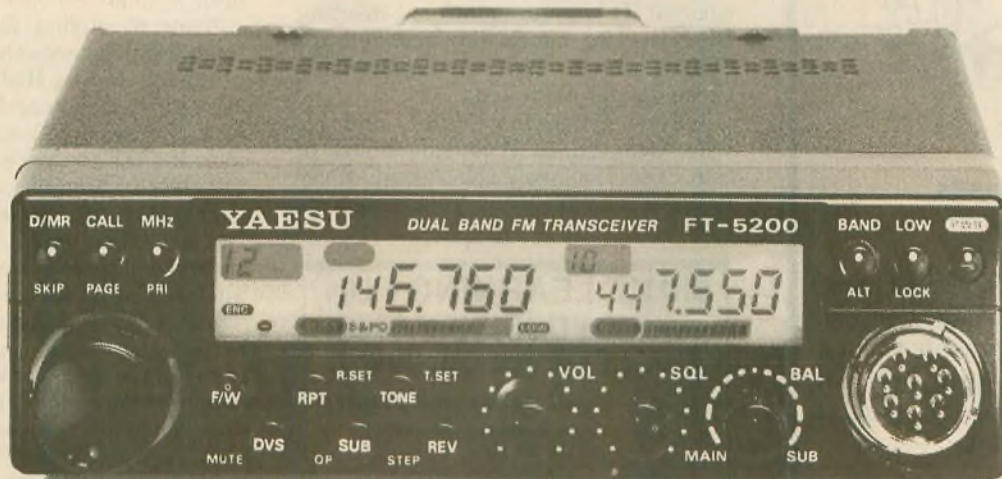 D/MR CALL MHz
YAESU DUAL BAND FM TRANSCEIVER FT-5200
BAND LOW
12 10
146.760 447.550
SKIP PAGE PRI
ALT LOCK
ENC
- S&PO LOW
R.SET T.SET
F/W RPT TONE
VOL SQL BAL
DVS SUB REV
MUTE OP STEP
MAIN SUB